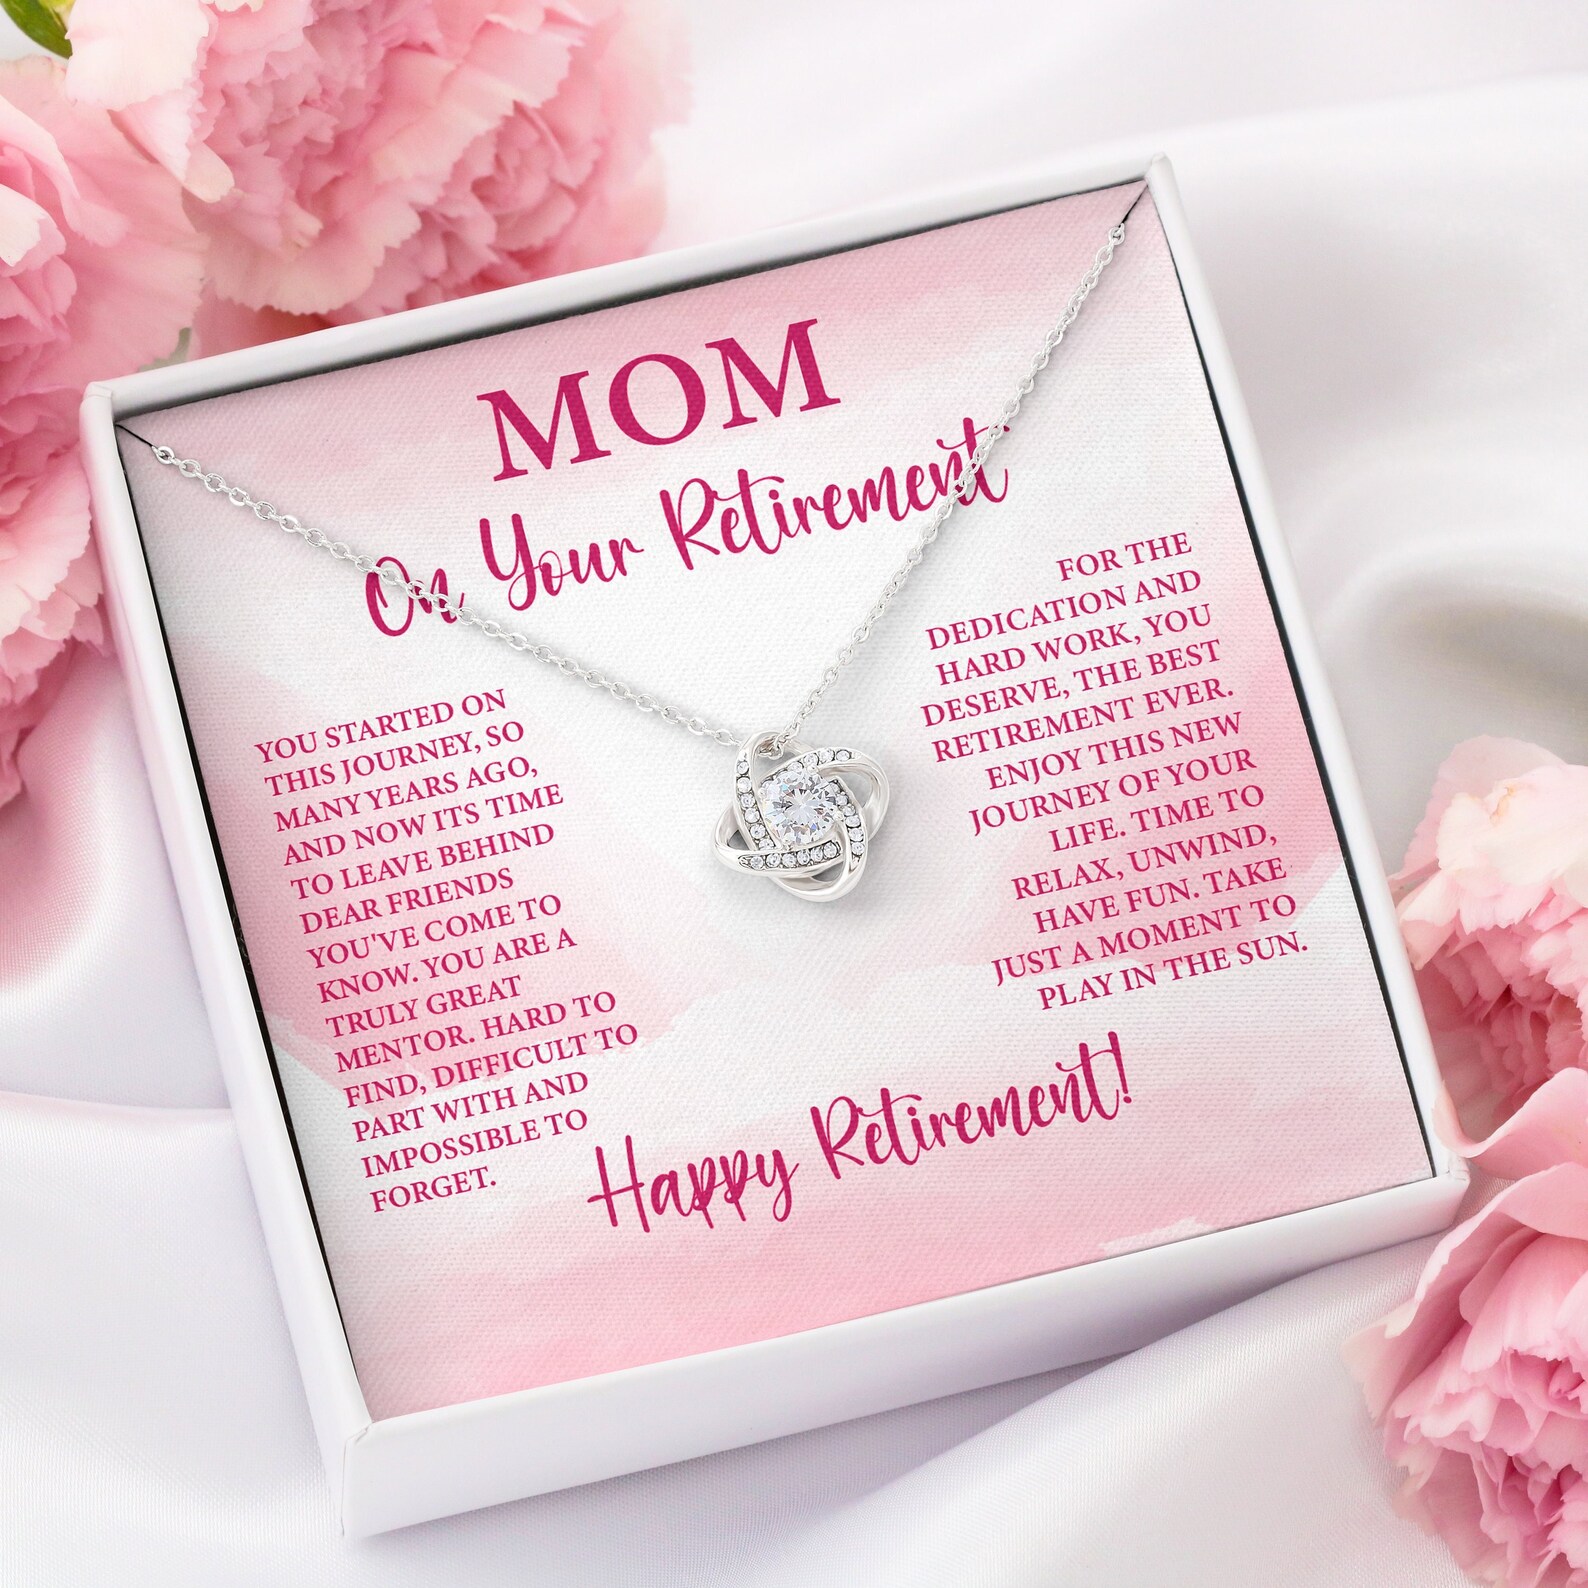 MOM
On Your Retirement
YOU STARTED ON
THIS JOURNEY, SO
MANY YEARS AGO,
AND NOW ITS TIME
TO LEAVE BEHIND
DEAR FRIENDS
YOU'VE COME TO
KNOW. YOU ARE A
TRULY GREAT
MENTOR. HARD TO
FIND, DIFFICULT TO
PART WITH AND
IMPOSSIBLE TO
FORGET.
FOR THE
DEDICATION AND
HARD WORK, YOU
DESERVE, THE BEST
RETIREMENT EVER.
ENJOY THIS NEW
JOURNEY OF YOUR
LIFE. TIME TO
RELAX, UNWIND,
HAVE FUN. TAKE
JUST A MOMENT TO
PLAY IN THE SUN.
Happy Retirement!